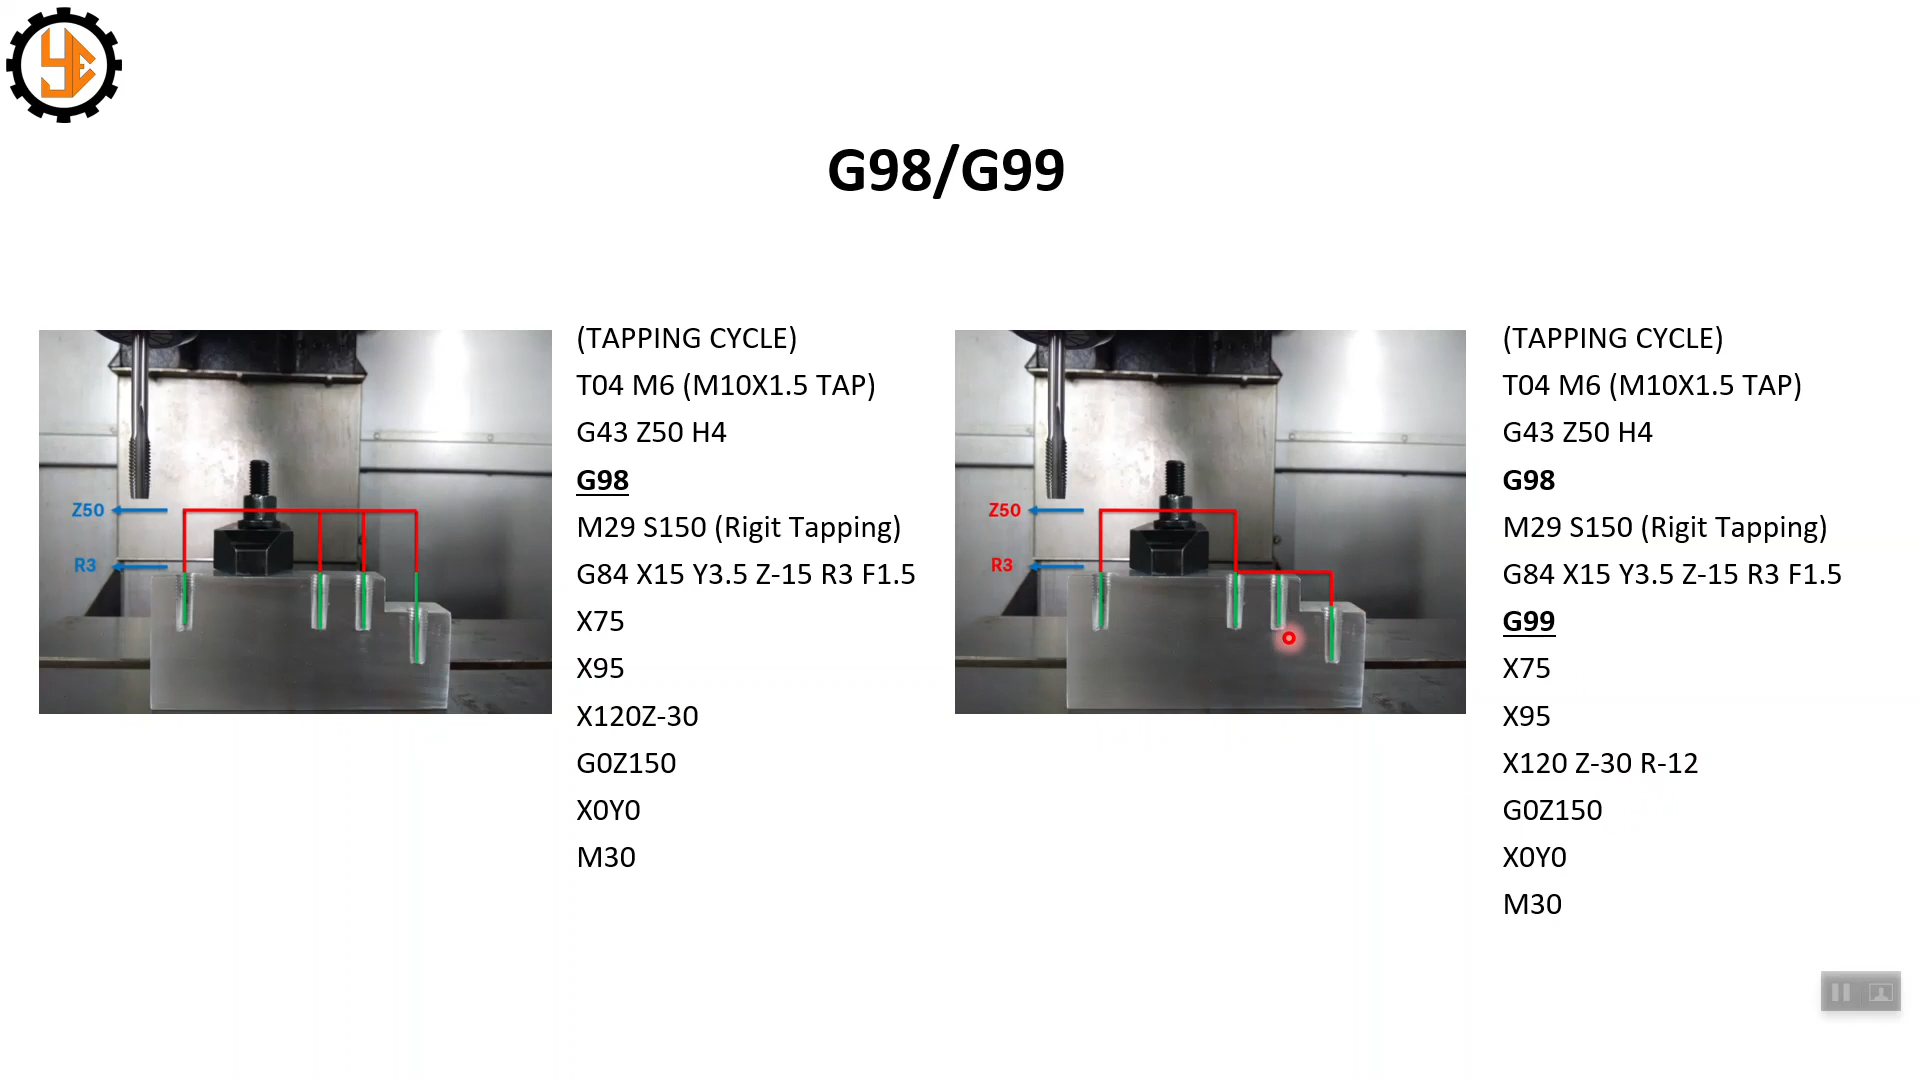 YE
G98/G99
Z50
R3
(TAPPING CYCLE)
T04 M6 (M10X1.5 TAP)
G43 Z50 H4
G98
M29 S150 (Rigit Tapping)
G84 X15 Y3.5 Z-15 R3 F1.5
X75
X95
X120Z-30
G0Z150
X0Y0
M30
Z50
R3
(TAPPING CYCLE)
T04 M6 (M10X1.5 TAP)
G43 Z50 H4
G98
M29 S150 (Rigit Tapping)
G84 X15 Y3.5 Z-15 R3 F1.5
G99
X75
X95
X120 Z-30 R-12
G0Z150
X0Y0
M30